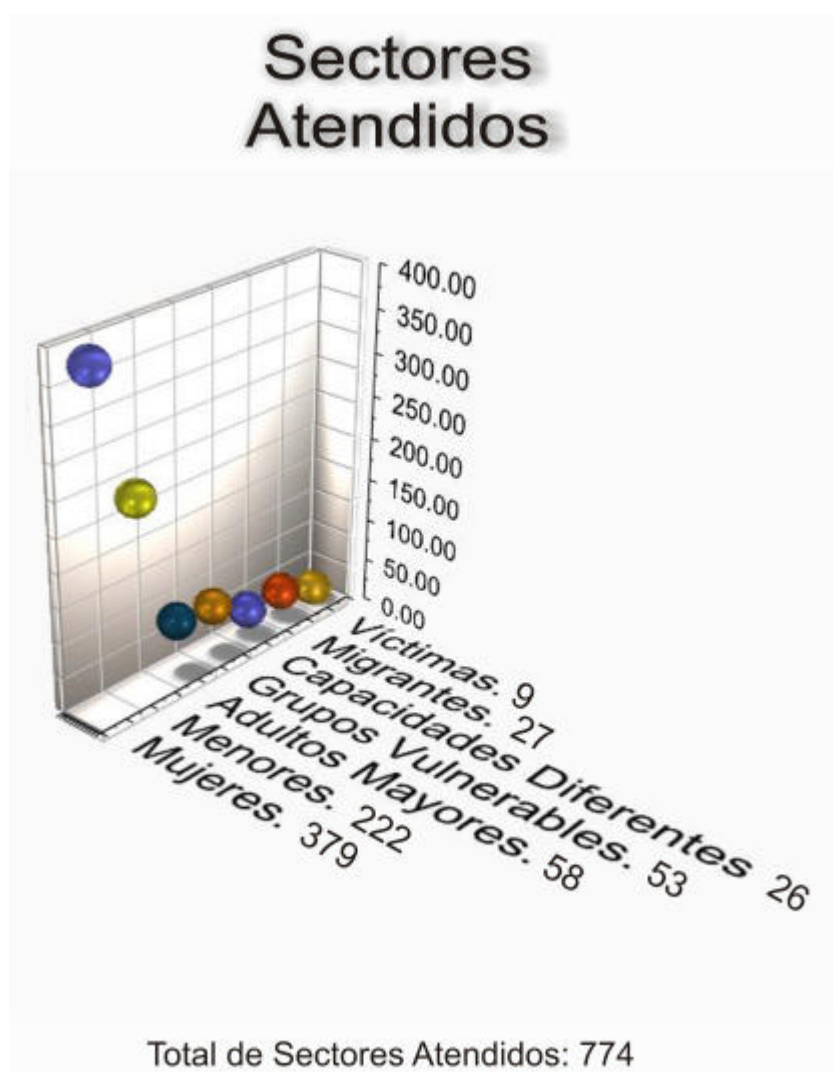 Sectores
Atendidos
400.00
350.00
300.00
250.00
200.00
150.00
100.00
50.00
0.00
Víctimas. 9
Migrantes. 27
Capacidades Diferentes 26
Grupos Vulnerables. 53
Adultos Mayores. 58
Menores. 222
Mujeres. 379
Total de Sectores Atendidos: 774